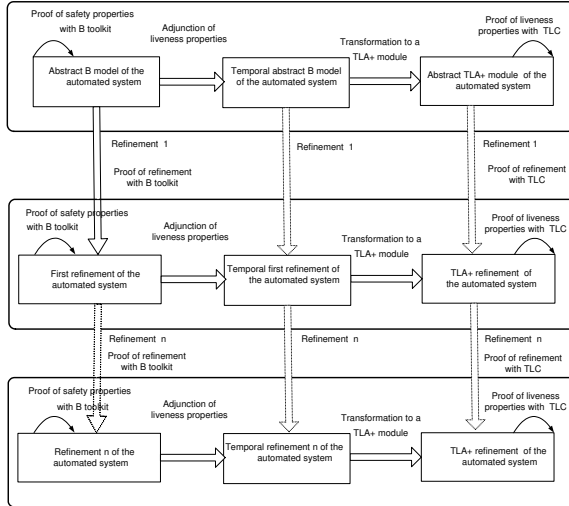 Proof of safety properties
with B toolkit
Adjunction of
liveness properties
Transformation to a
TLA+ module
Proof of liveness
properties with TLC
Abstract B model of the
automated system
Temporal abstract B model
of the automated system
Abstract TLA+ module of the
automated system
Refinement 1
Proof of refinement
with B toolkit
Refinement 1
Refinement 1
Proof of refinement
with TLC
Proof of safety properties
with B toolkit
Adjunction of
liveness properties
Transformation to a
TLA+ module
Proof of liveness
properties with TLC
First refinement of the
automated system
Temporal first refinement of
the automated system
TLA+ refinement of
the automated system
Refinement n
Proof of refinement
with B toolkit
Refinement n
Refinement n
Proof of refinement
with TLC
Proof of safety properties
with B toolkit
Adjunction of
liveness properties
Transformation to a
TLA+ module
Proof of liveness
properties with TLC
Refinement n of the
automated system
Temporal refinement n of the
automated system
TLA+ refinement of the
automated system